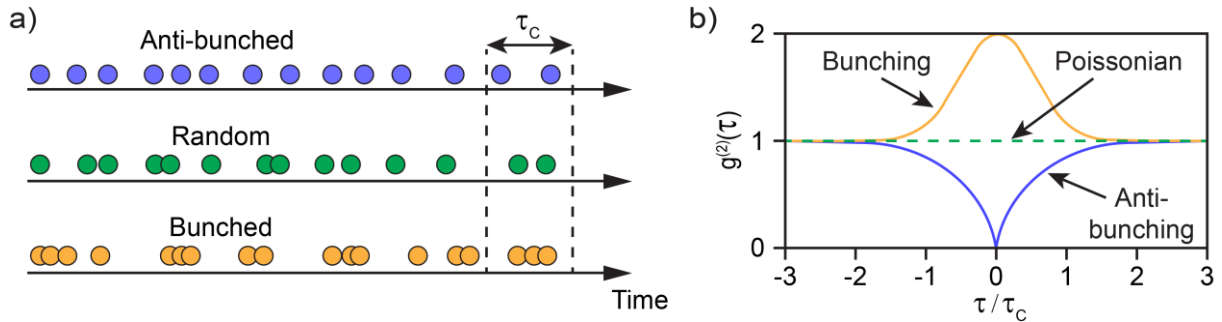 a)
Anti-bunched
τc
Random
Bunched
Time
b)
2
1
0
g⁽²⁾(τ)
Bunching
Poissonian
Anti-
bunching
-3 -2 -1 0 1 2 3
τ/τc